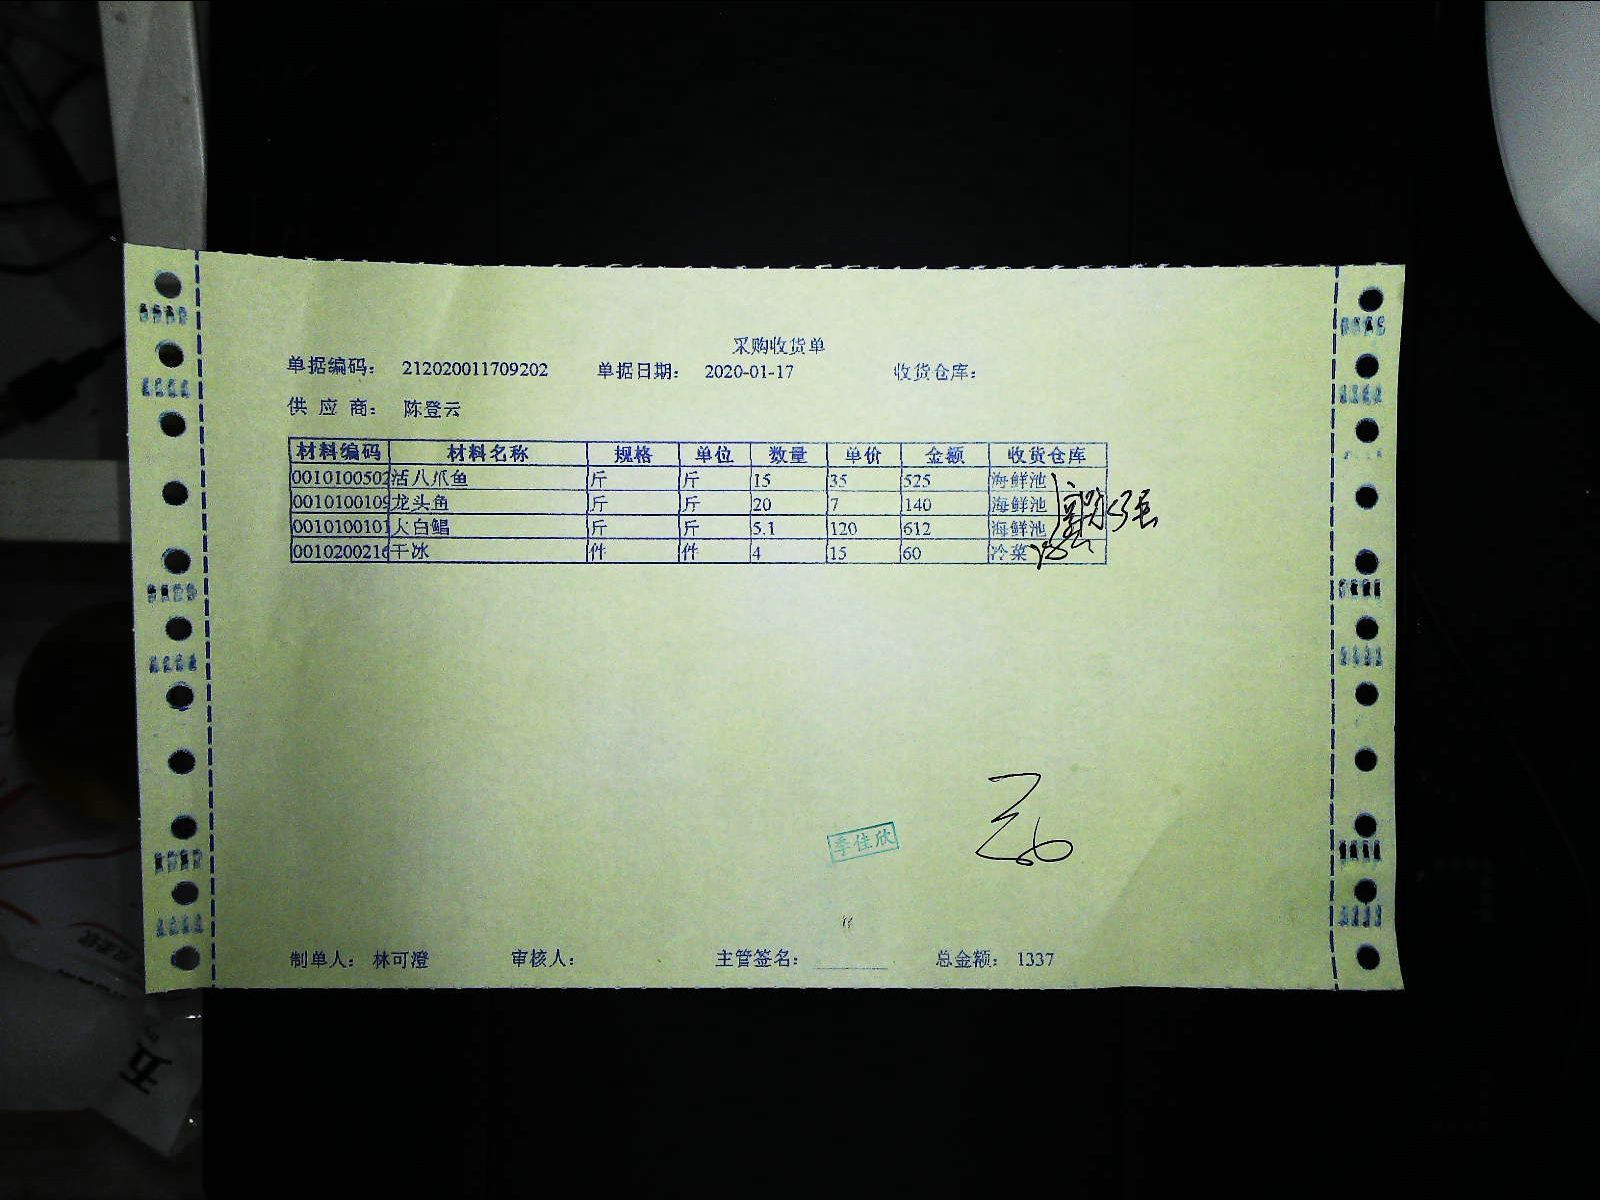 采购收货单
单据编码： 212020011709202 单据日期： 2020-01-17 收货仓库：
供 应 商： 陈登云
材料编码 材料名称 规格 单位 数量 单价 金额 收货仓库
0010100502 活八爪鱼 斤 斤 15 35 525 海鲜池
0010100109 龙头鱼 斤 斤 20 7 140 海鲜池
0010100101 大白鲳 斤 斤 5.1 120 612 海鲜池
0010200216 干冰 件 件 4 15 60 冷菜
李佳欣
制单人： 林可澄 审核人： 主管签名： 总金额： 1337
五